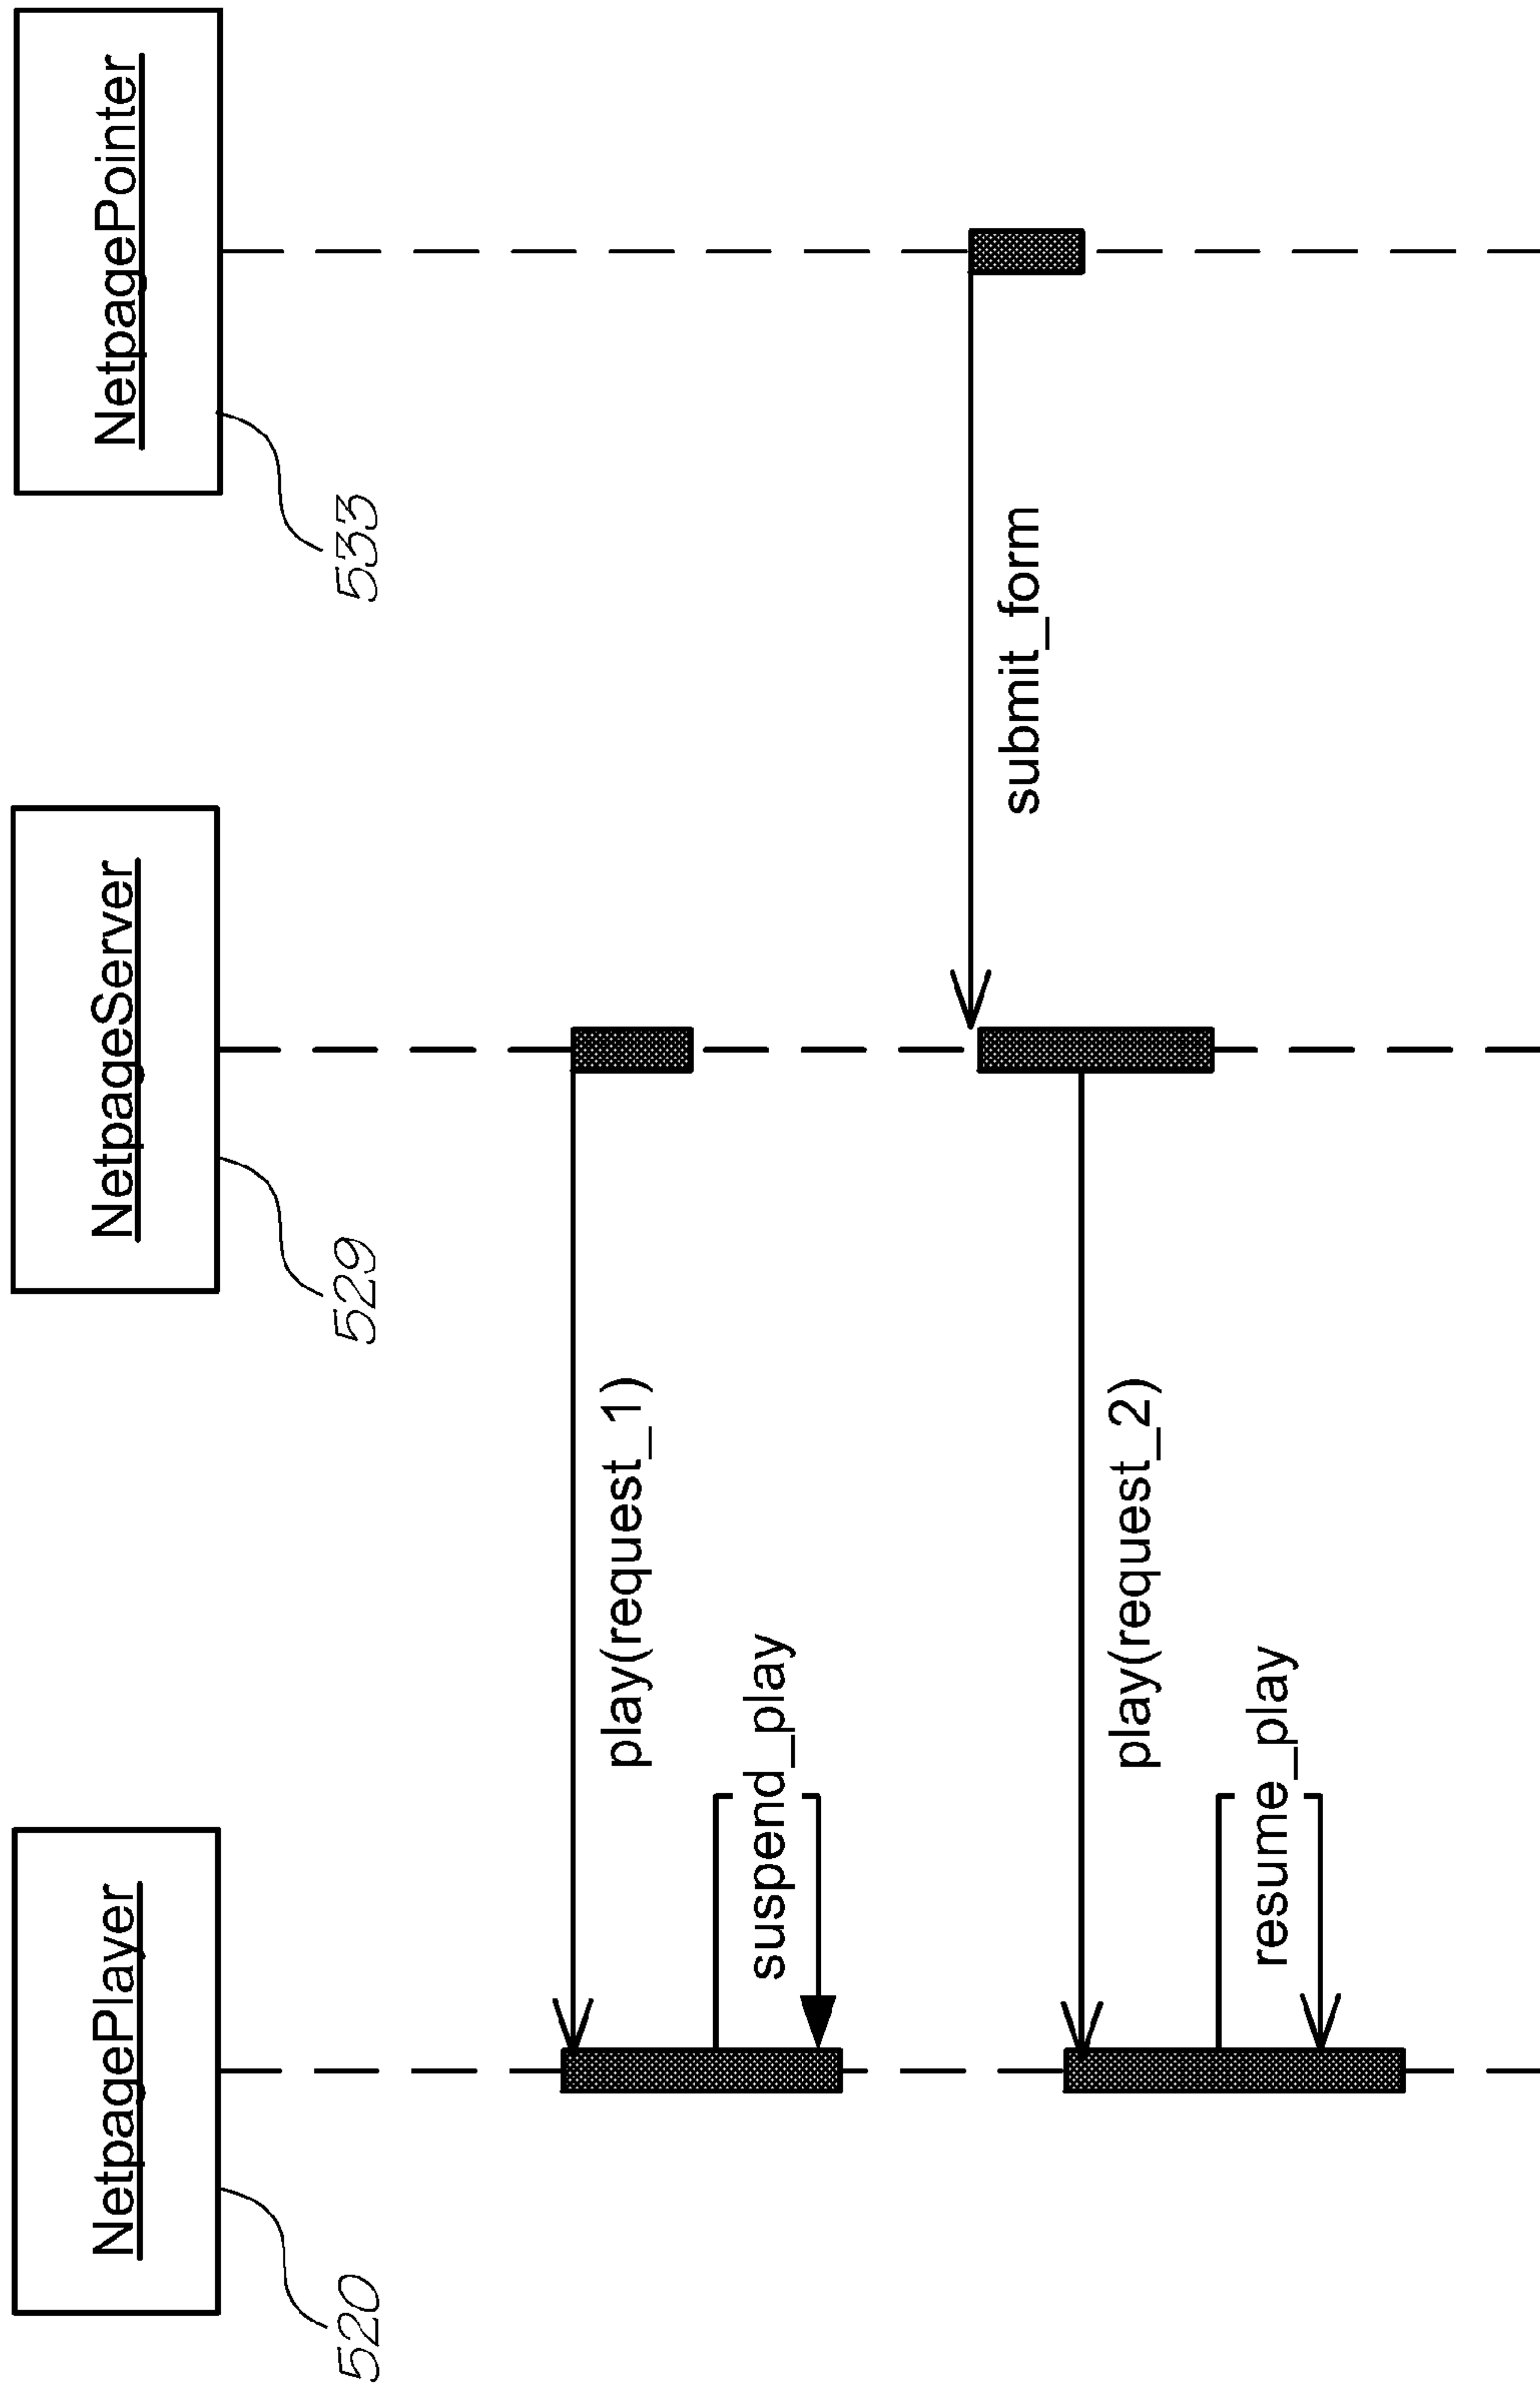 NetpagePlayer
NetpageServer
NetpagePointer
520
529
533
play(request_1)
suspend_play
submit_form
play(request_2)
resume_play